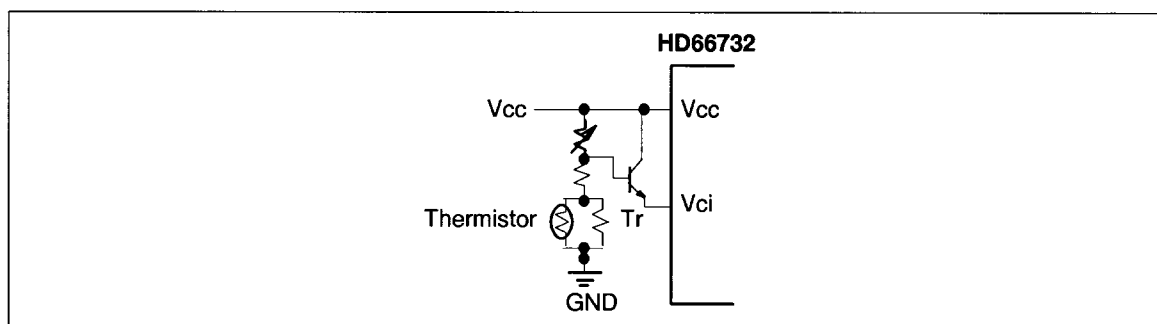 HD66732
Vcc
Vcc
Thermistor
Tr
Vci
GND